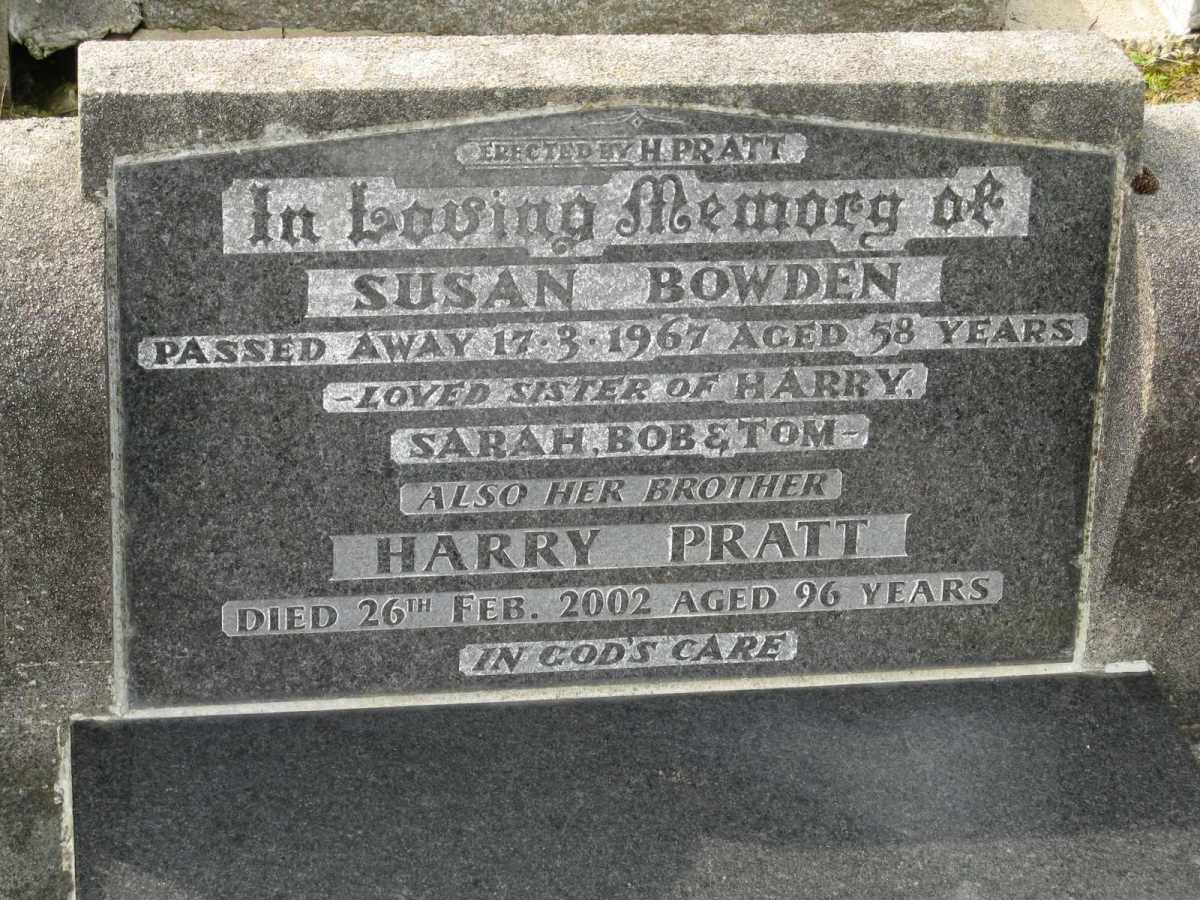 ERECTED BY H PRATT
In Loving Memory of
SUSAN BOWDEN
PASSED AWAY 17·3·1967 AGED 58 YEARS
-LOVED SISTER OF HARRY,
SARAH, BOB & TOM-
ALSO HER BROTHER
HARRY PRATT
DIED 26TH FEB. 2002 AGED 96 YEARS
IN GOD'S CARE